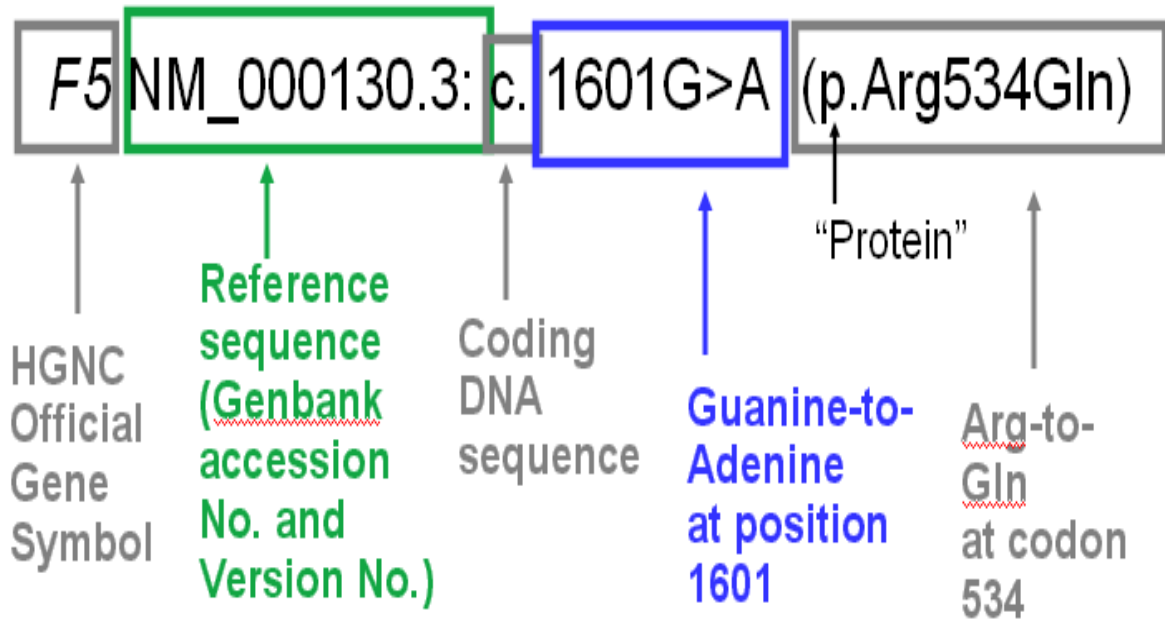 F5 NM_000130.3: c. 1601G>A (p.Arg534Gln)
“Protein”
HGNC
Official
Gene
Symbol
Reference
sequence
(Genbank
accession
No. and
Version No.)
Coding
DNA
sequence
Guanine-to-
Adenine
at position
1601
Arg-to-
Gln
at codon
534